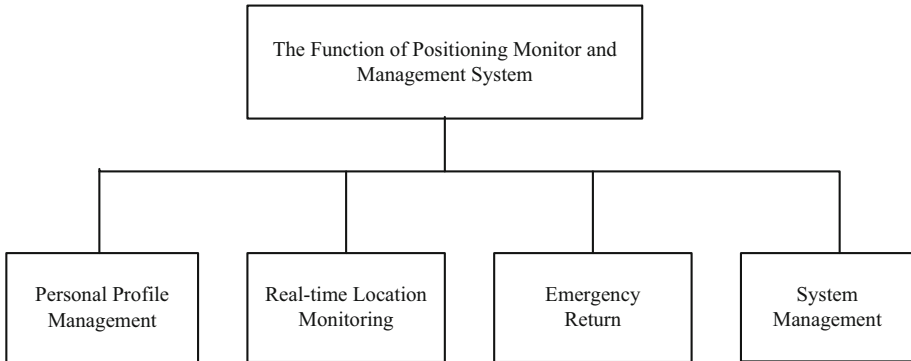 The Function of Positioning Monitor and
Management System
Personal Profile
Management
Real-time Location
Monitoring
Emergency
Return
System
Management